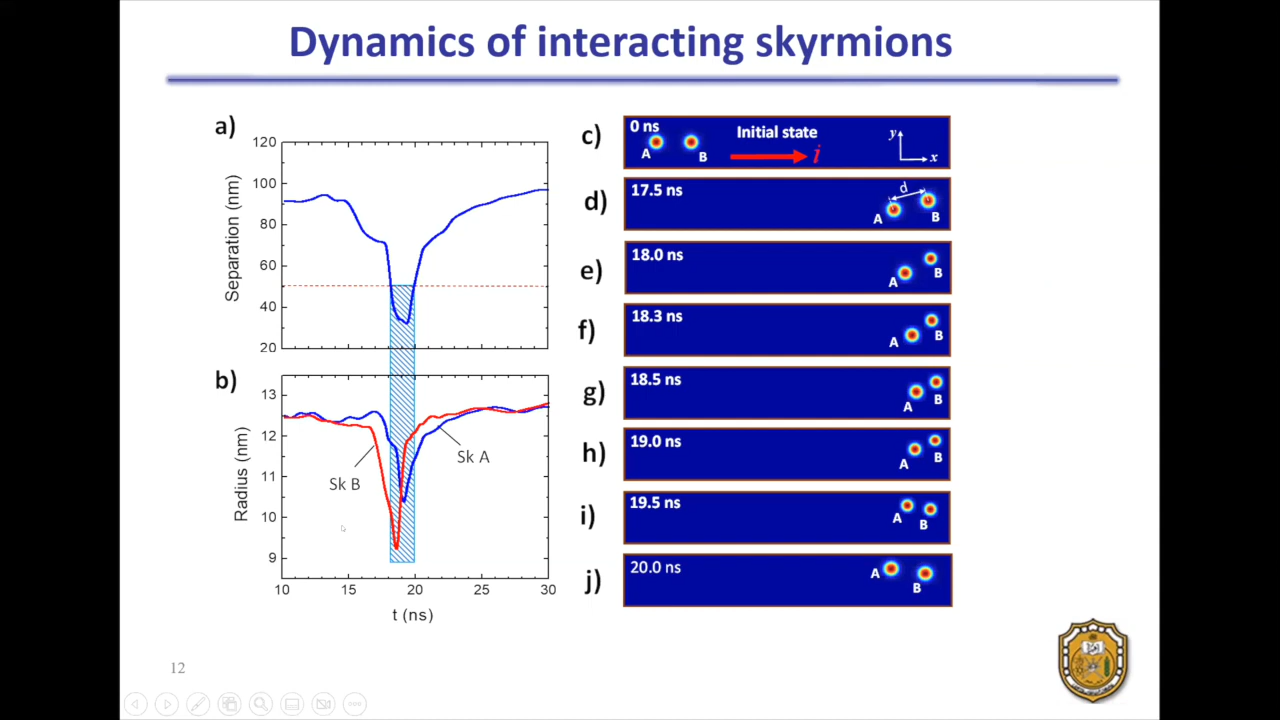 Dynamics of interacting skyrmions
a)
120
100
80
60
40
20
Separation (nm)
b)
13
12
11
10
9
Radius (nm)
Sk A
Sk B
10 15 20 25 30
t (ns)
c)
0 ns
Initial state
i
A
B
y
x
d)
17.5 ns
d
A
B
e)
18.0 ns
A
B
f)
18.3 ns
A
B
g)
18.5 ns
A
B
h)
19.0 ns
A
B
i)
19.5 ns
A
B
j)
20.0 ns
A
B
12